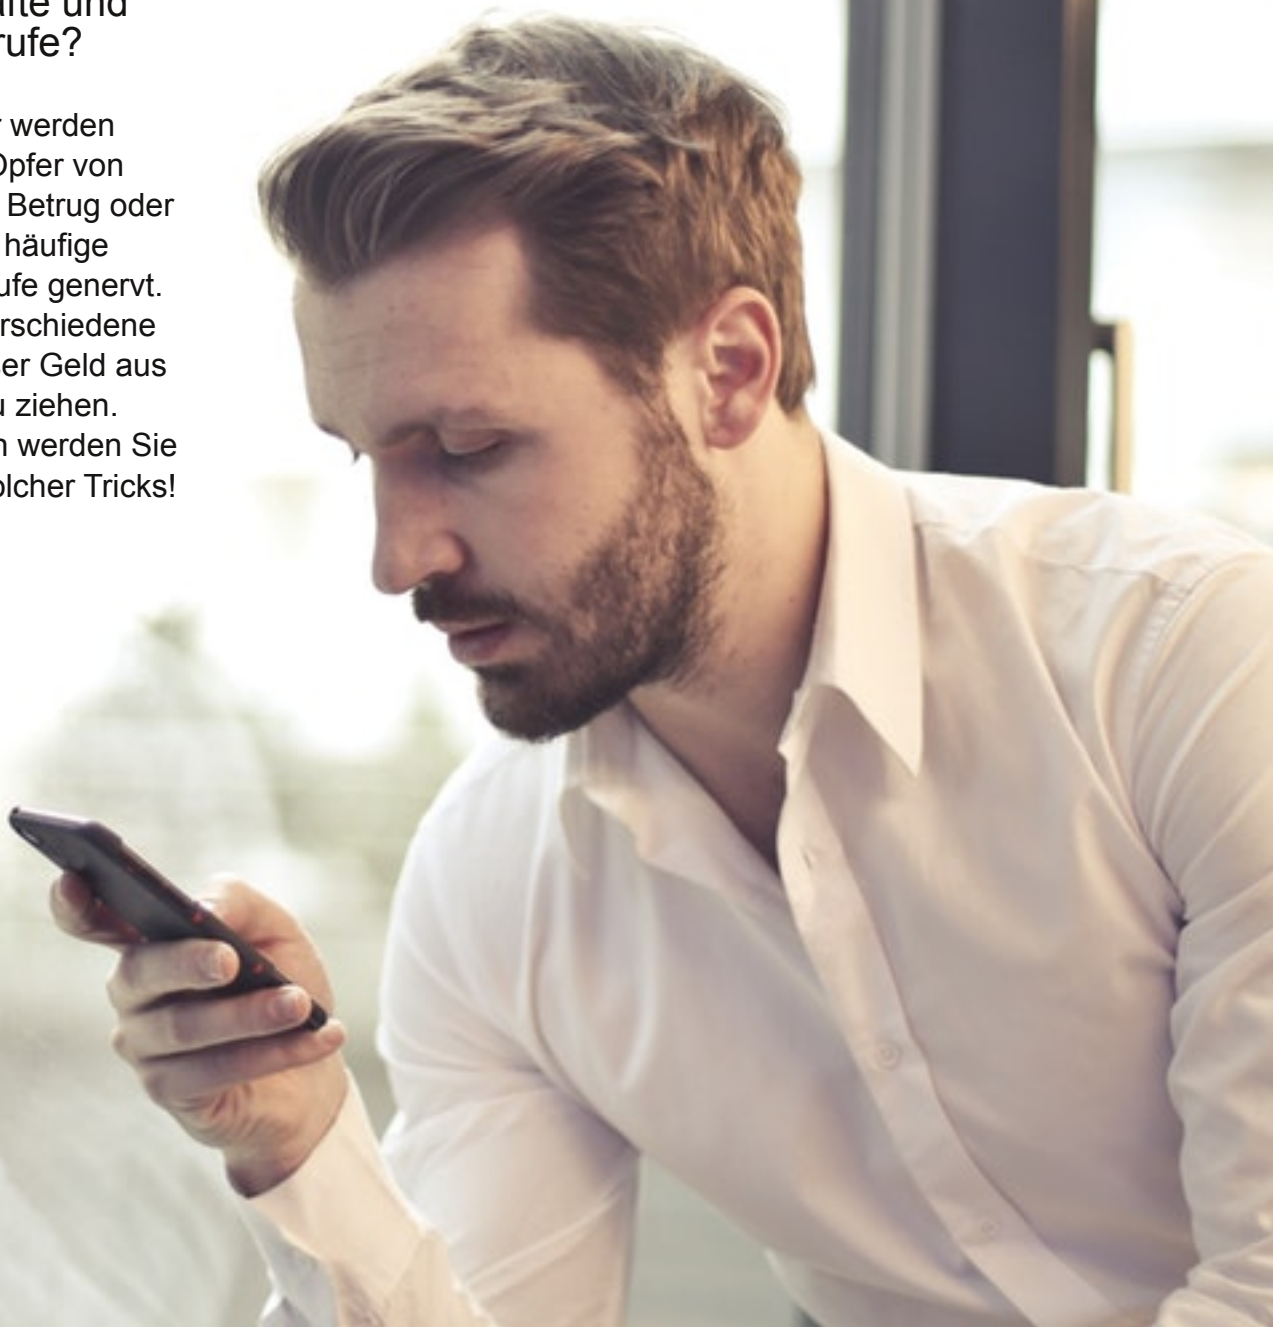 und
rufe?
werden
Opfer von
Betrug oder
häufige
ufe genervt.
rschiedene
er Geld aus
u ziehen.
n werden Sie
olcher Tricks!